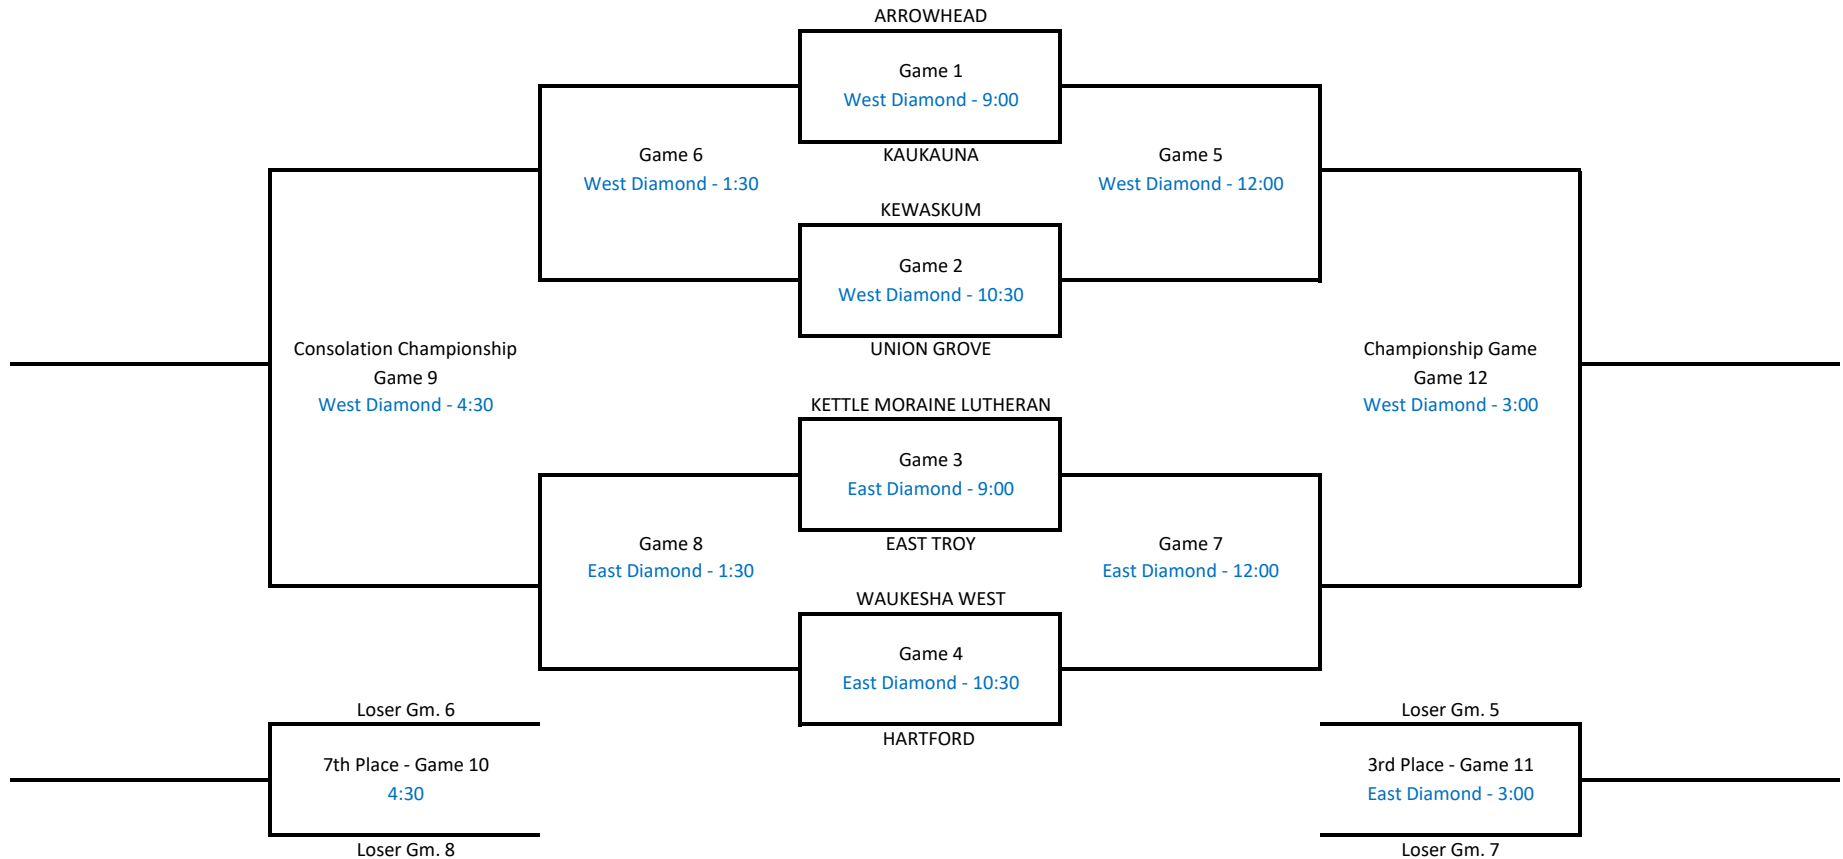 ARROWHEAD
Game 1
West Diamond - 9:00
KAUKAUNA
Game 6
West Diamond - 1:30
Game 5
West Diamond - 12:00
KEWASKUM
Game 2
West Diamond - 10:30
UNION GROVE
Consolation Championship
Game 9
West Diamond - 4:30
Championship Game
Game 12
West Diamond - 3:00
KETTLE MORAINE LUTHERAN
Game 3
East Diamond - 9:00
EAST TROY
Game 8
East Diamond - 1:30
Game 7
East Diamond - 12:00
WAUKESHA WEST
Game 4
East Diamond - 10:30
HARTFORD
Loser Gm. 6
7th Place - Game 10
4:30
Loser Gm. 8
Loser Gm. 5
3rd Place - Game 11
East Diamond - 3:00
Loser Gm. 7